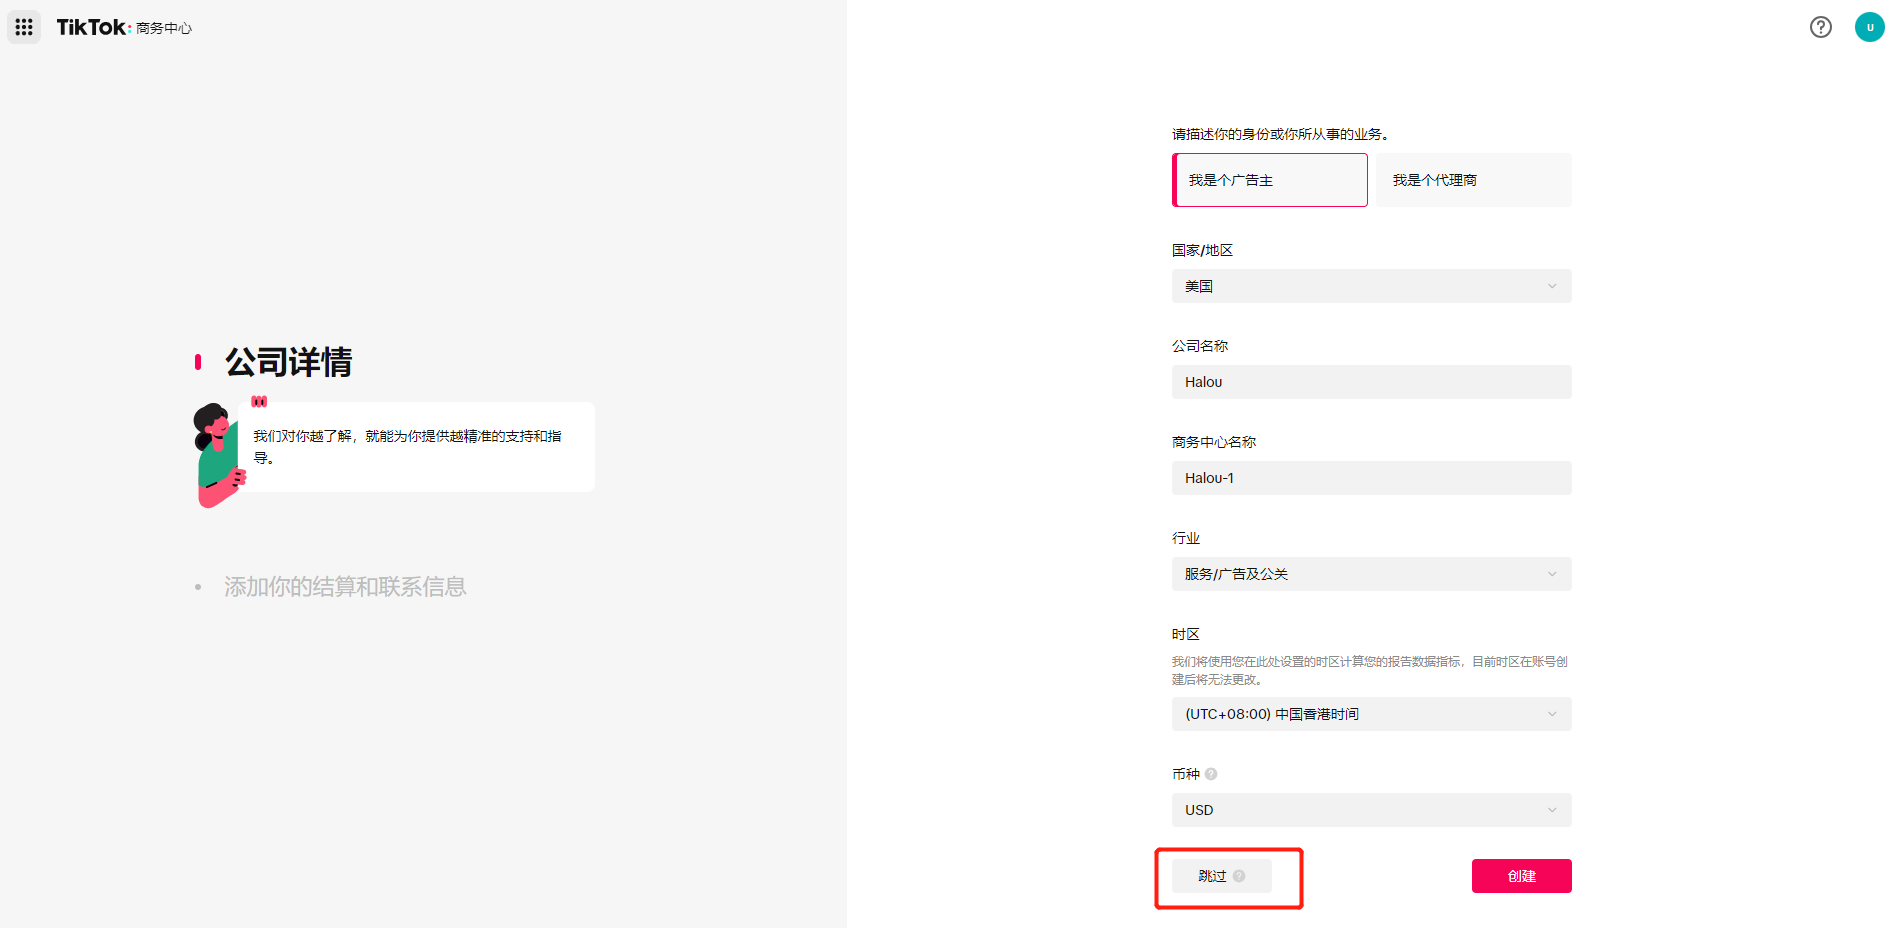 TikTok: 商务中心
U
公司详情
我们对你越了解，就能为你提供越精准的支持和指
导。
添加你的结算和联系信息
请描述你的身份或你所从事的业务。
我是个广告主
我是个代理商
国家/地区
美国
公司名称
Halou
商务中心名称
Halou-1
行业
服务/广告及公关
时区
我们将使用您在此处设置的时区计算您的报告数据指标，目前时区在账号创
建后将无法更改。
(UTC+08:00) 中国香港时间
币种
USD
跳过
创建